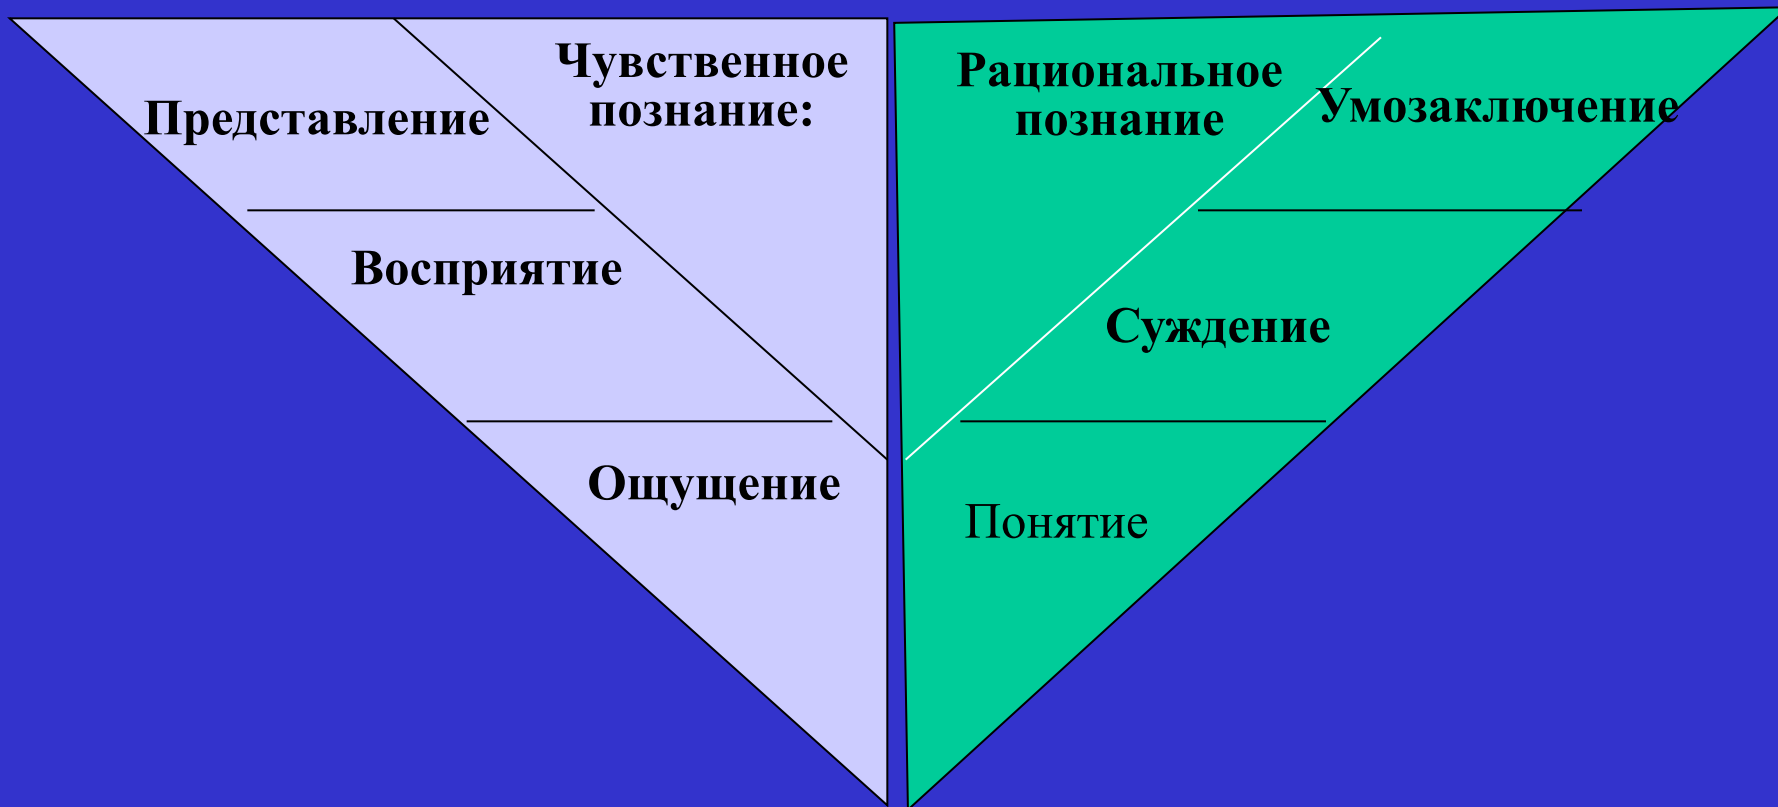 Чувственное
познание:
Представление
Восприятие
Ощущение
Рациональное
познание
Умозаключение
Суждение
Понятие